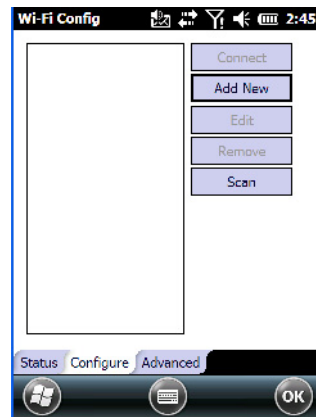 Wi-Fi Config 2:45
Connect
Add New
Edit
Remove
Scan
Status Configure Advanced
OK